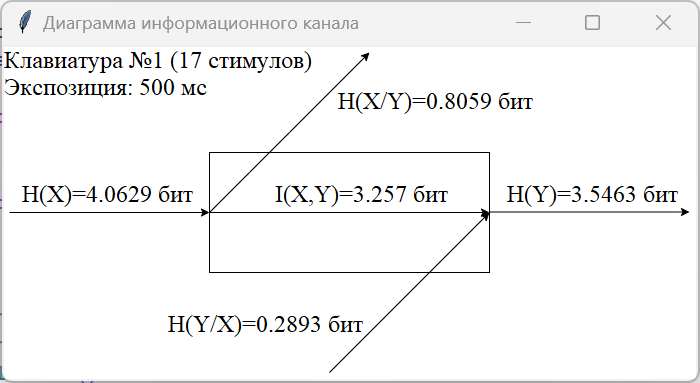 Диаграмма информационного канала
Клавиатура №1 (17 стимулов)
Экспозиция: 500 мс
H(X/Y)=0.8059 бит
H(X)=4.0629 бит
I(X,Y)=3.257 бит
H(Y)=3.5463 бит
H(Y/X)=0.2893 бит